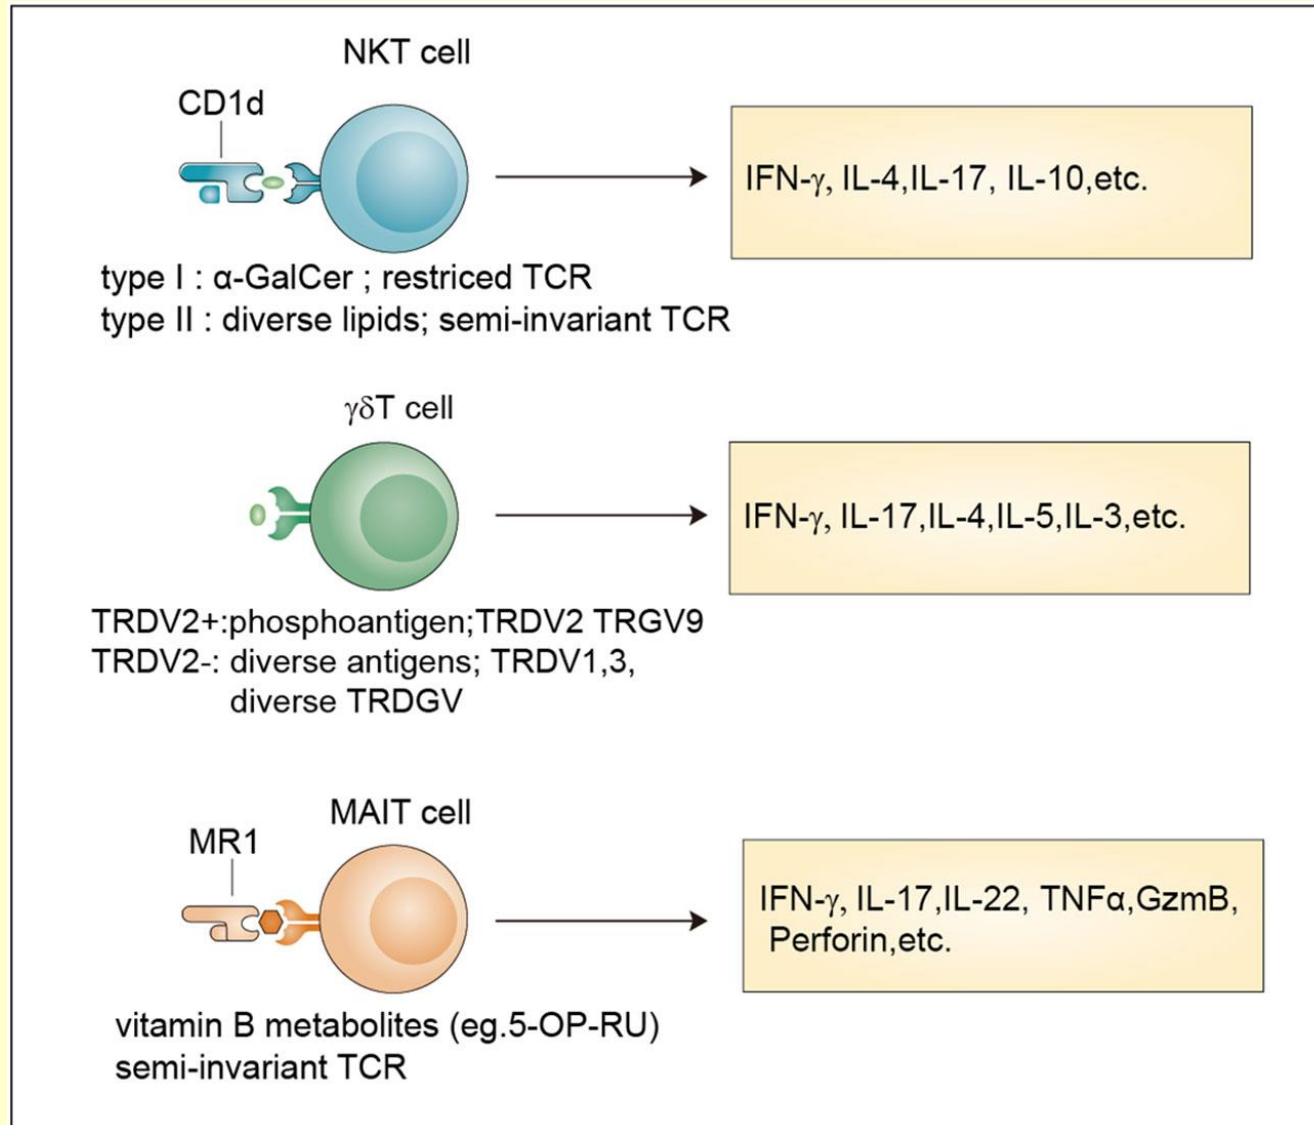 NKT cell
CD1d
IFN-γ, IL-4,IL-17, IL-10,etc.
type I : α-GalCer ; restriced TCR
type II : diverse lipids; semi-invariant TCR
γδT cell
IFN-γ, IL-17,IL-4,IL-5,IL-3,etc.
TRDV2+:phosphoantigen;TRDV2 TRGV9
TRDV2-: diverse antigens; TRDV1,3,
diverse TRDGV
MAIT cell
MR1
IFN-γ, IL-17,IL-22, TNFα,GzmB,
Perforin,etc.
vitamin B metabolites (eg.5-OP-RU)
semi-invariant TCR